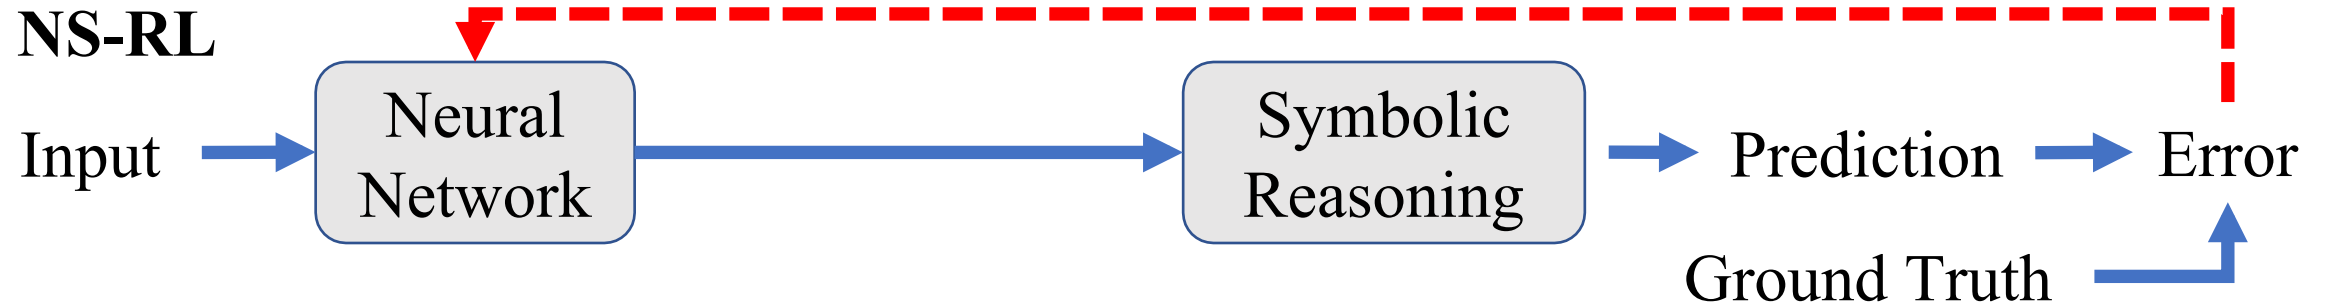 NS-RL
Input
Neural
Network
Symbolic
Reasoning
Prediction
Error
Ground Truth